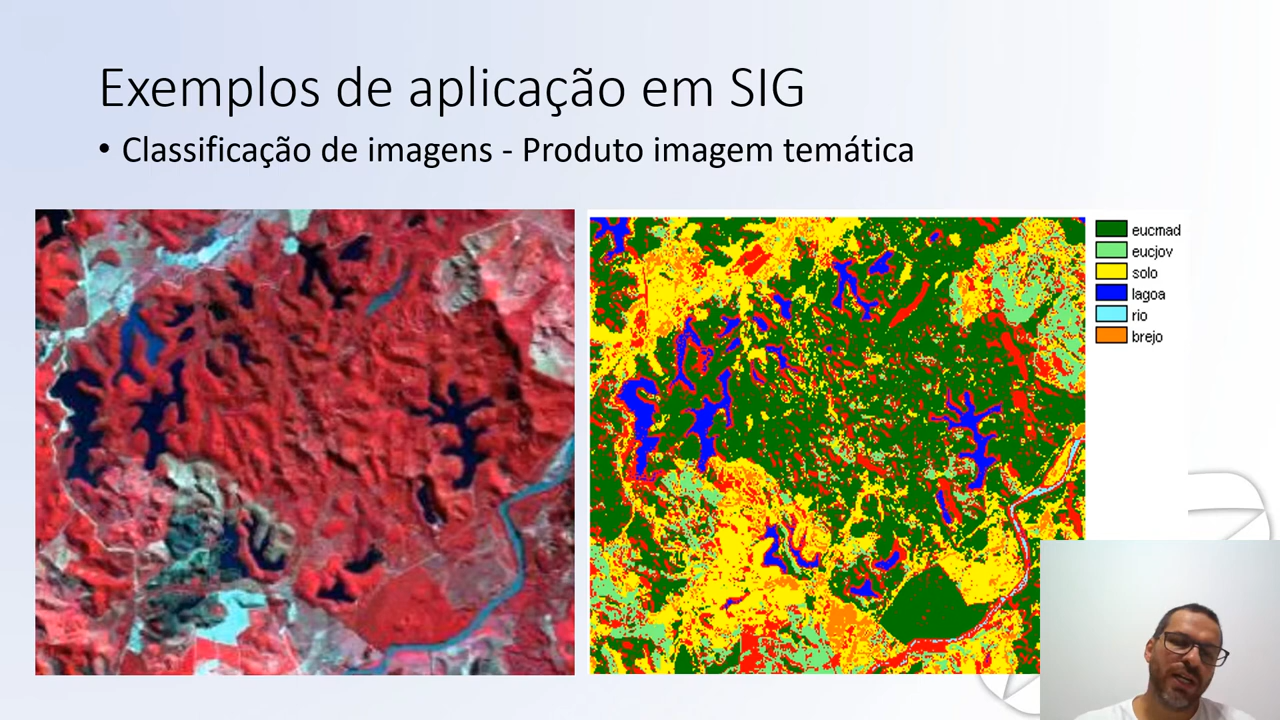 Exemplos de aplicação em SIG
• Classificação de imagens - Produto imagem temática
eucmad
eucjov
solo
lagoa
rio
brejo